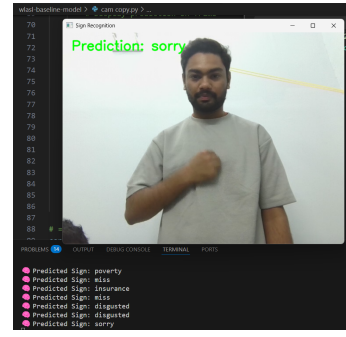 wlasl-baseline-model > cam copy.py > ...
70
71
Sign Recognition
72
Prediction: sorry
73
74
75
76
77
78
79
80
81
82
83
84
85
86
87
88 #
PROBLEMS 14 OUTPUT DEBUG CONSOLE TERMINAL PORTS
Predicted Sign: poverty
Predicted Sign: miss
Predicted Sign: insurance
Predicted Sign: miss
Predicted Sign: disgusted
Predicted Sign: disgusted
Predicted Sign: sorry